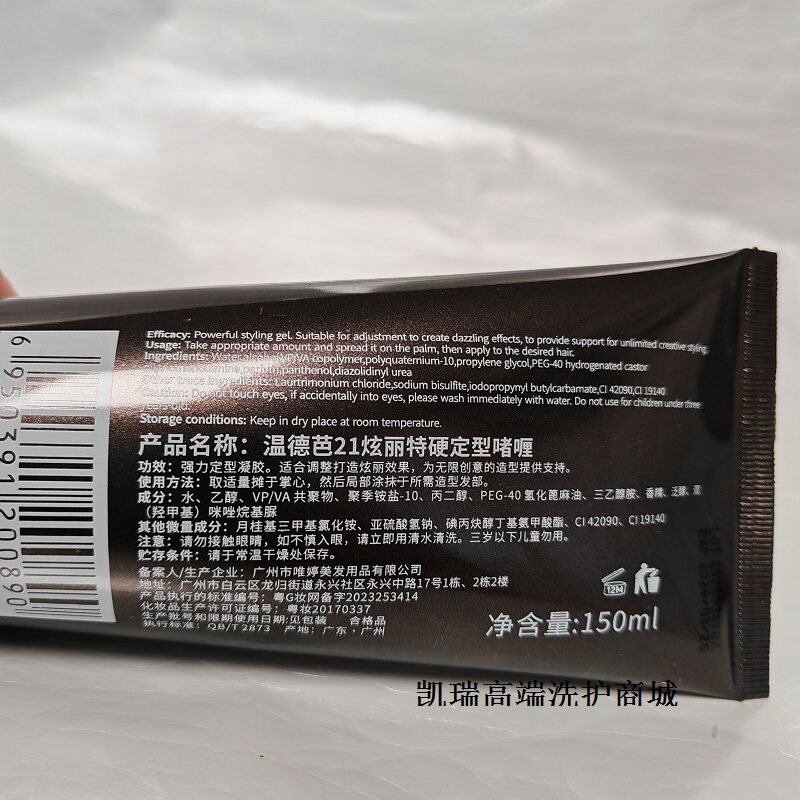 Efficacy: Powerful styling gel. Suitable for adjustment to create dazzling effects, to provide support for unlimited creative styling.
Usage: Take appropriate amount and spread it on the palm, then apply to the desired hair.
Ingredients: Water,alcohol,VP/VA copolymer,polyquaternium-10,propylene glycol,PEG-40 hydrogenated castor
panthenol,diazolidinyl urea
Other trace ingredients: Laurtrimonium chloride,sodium bisulfite,iodopropynyl butylcarbamate,CI 42090,CI 19140
Caution: Do not touch eyes, if accidentally into eyes, please wash immediately with water. Do not use for children under three
years old.
Storage conditions: Keep in dry place at room temperature.
产品名称：温德芭21炫丽特硬定型啫喱
功效：强力定型凝胶。适合调整打造炫丽效果，为无限创意的造型提供支持。
使用方法：取适量摊于掌心，然后局部涂抹于所需造型发部。
成分：水、乙醇、VP/VA 共聚物、聚季铵盐-10、丙二醇、PEG-40 氢化蓖麻油、三乙醇胺、香精、泛醇、双
（羟甲基）咪唑烷基脲
其他微量成分：月桂基三甲基氯化铵、亚硫酸氢钠、碘丙炔醇丁基氨甲酸酯、CI 42090、CI 19140
注意：请勿接触眼睛，如不慎入眼，请立即用清水清洗。三岁以下儿童勿用。
贮存条件：请于常温干燥处保存。
备案人/生产企业：广州市唯婷美发用品有限公司
地址：广州市白云区龙归街道永兴社区永兴中路17号1栋、2栋2楼
产品执行的标准编号：粤G妆网备字2023253414
化妆品生产许可证编号：粤妆20170337
生产批号和限期使用日期:见包装 合格品
执行标准：QB/T 2873 产地：广东·广州
12M
净含量:150ml
6950391200890
凯瑞高端洗护商城